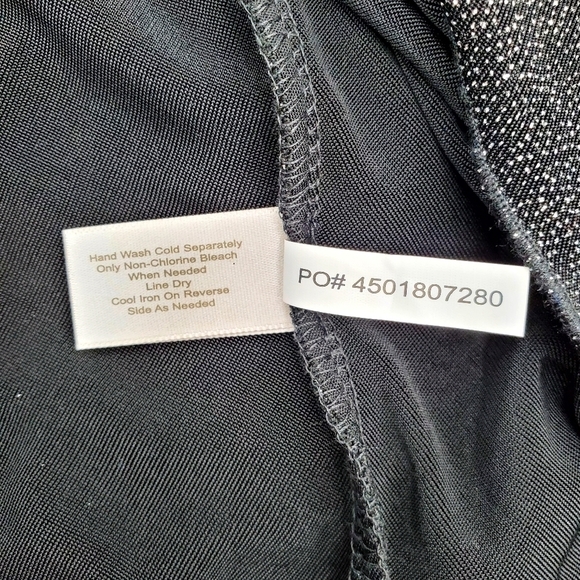 Hand Wash Cold Separately
Only Non-Chlorine Bleach
When Needed
Line Dry
Cool Iron On Reverse
Side As Needed
PO# 4501807280